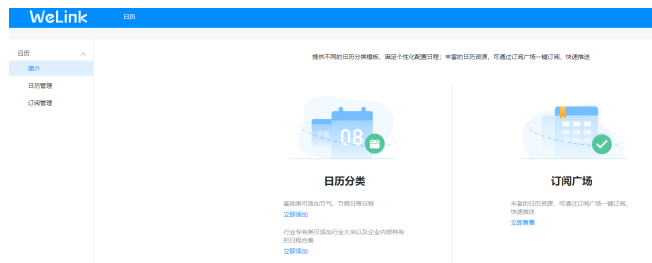 WeLink
日历
日历
简介
日历管理
订阅管理
提供不同的日历分类模板，满足个性化配置日程；丰富的日历资源，可通过订阅广场一键订阅、快速推送
08
日历分类
基础类可添加节气、节假日等日程
立即添加
行业专有类可添加行业大会以及企业内部特有
的日程合集
立即添加
订阅广场
丰富的日历资源，可通过订阅广场一键订阅、
快速推送
立即查看